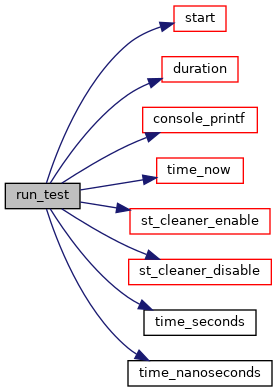 start
duration
console_printf
time_now
run_test
st_cleaner_enable
st_cleaner_disable
time_seconds
time_nanoseconds